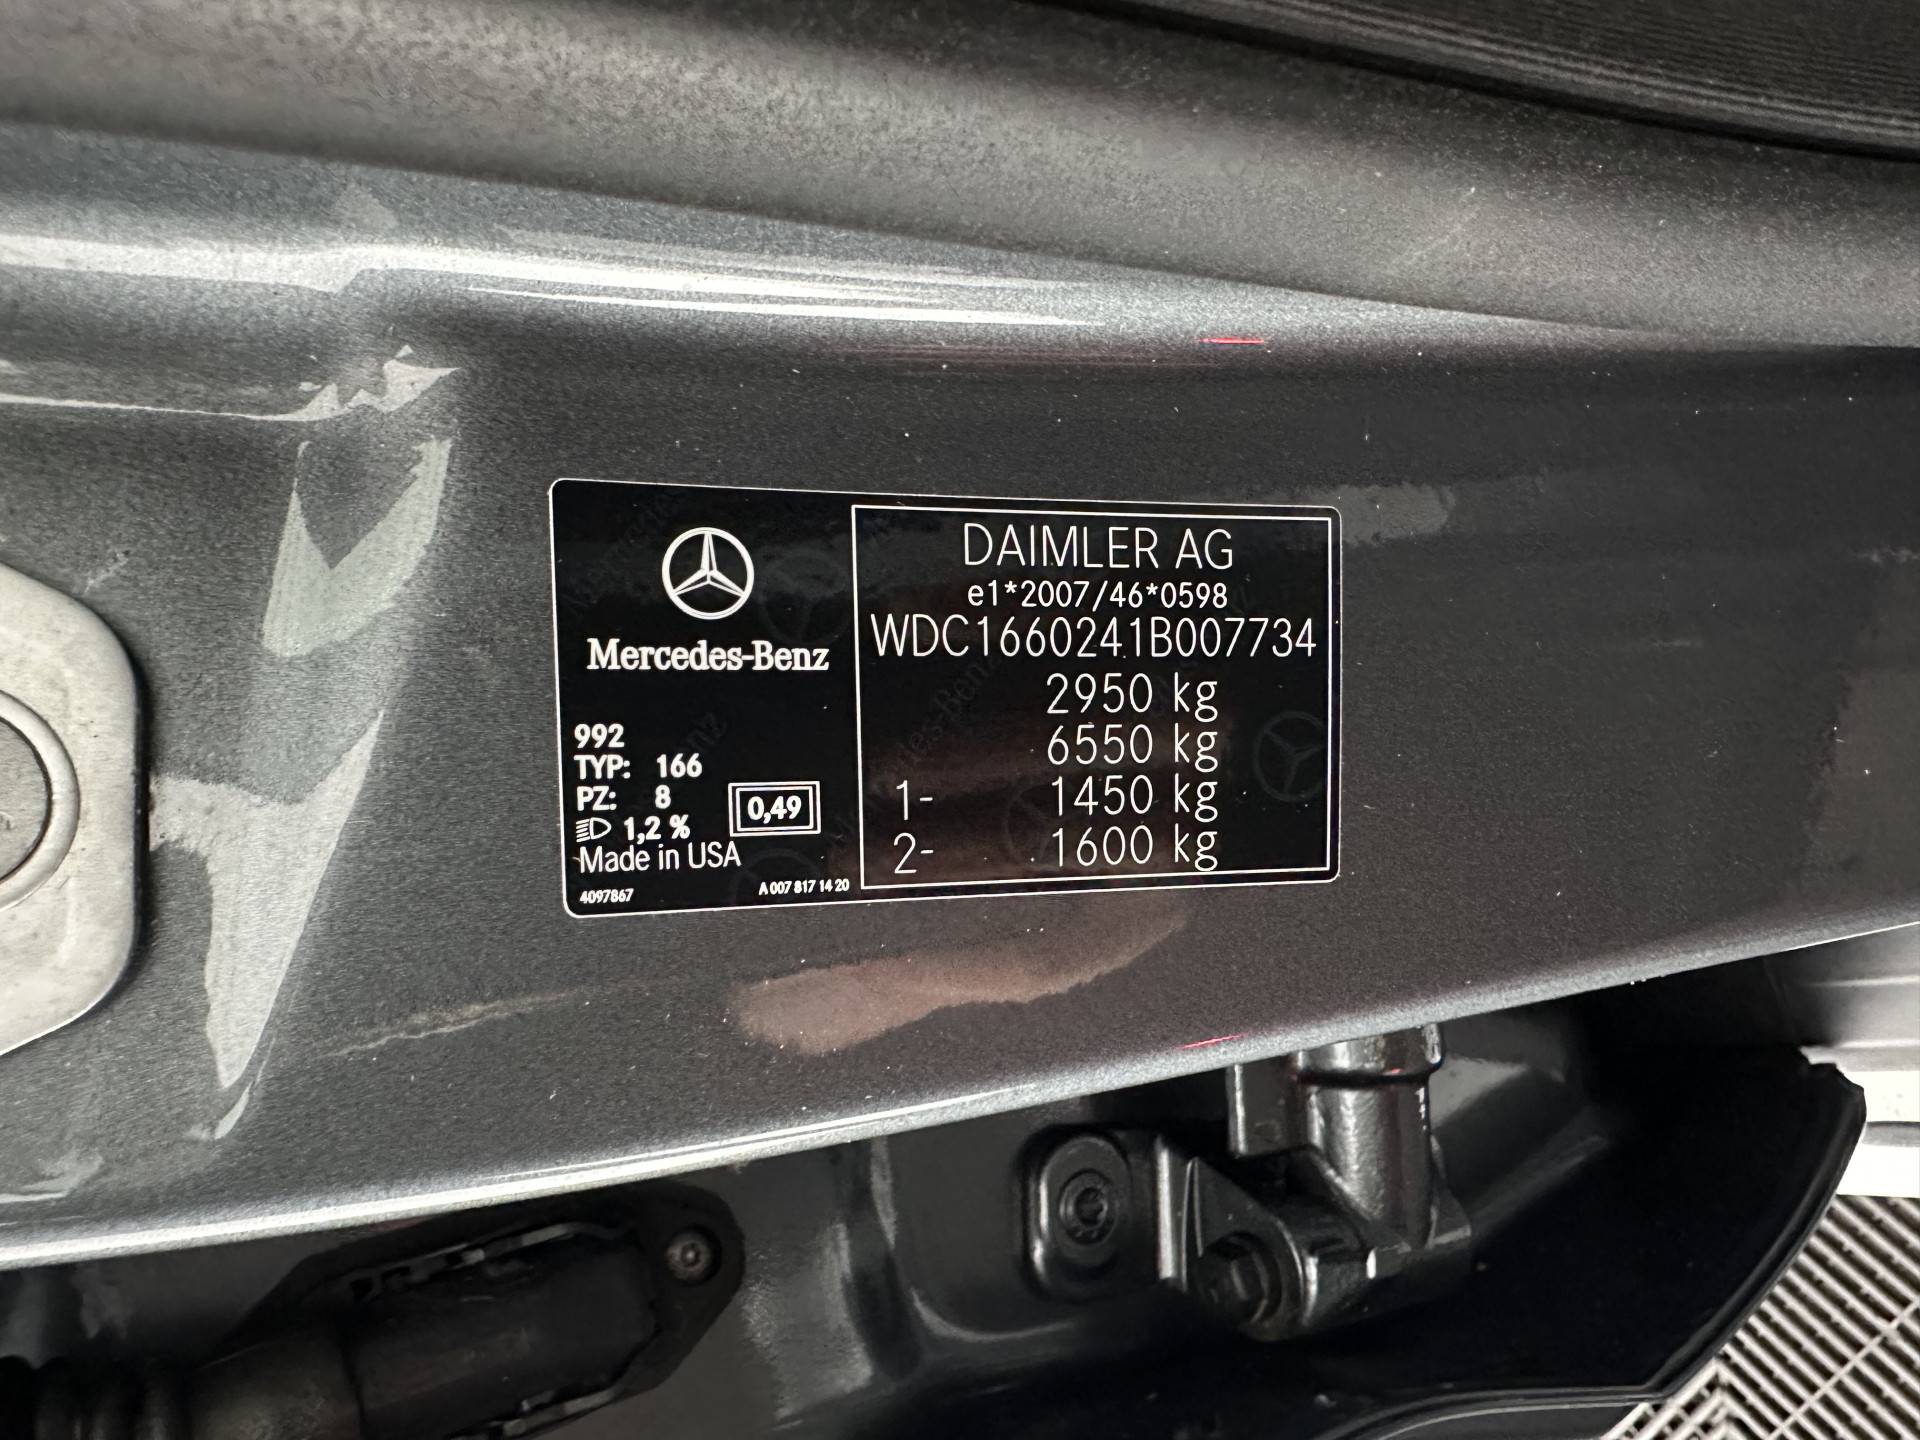 Mercedes-Benz
992
TYP: 166
PZ: 8
1,2 %
0,49
Made in USA
4097867
A 007 817 14 20
DAIMLER AG
e1*2007/46*0598
WDC1660241B007734
2950 kg
6550 kg
1- 1450 kg
2- 1600 kg